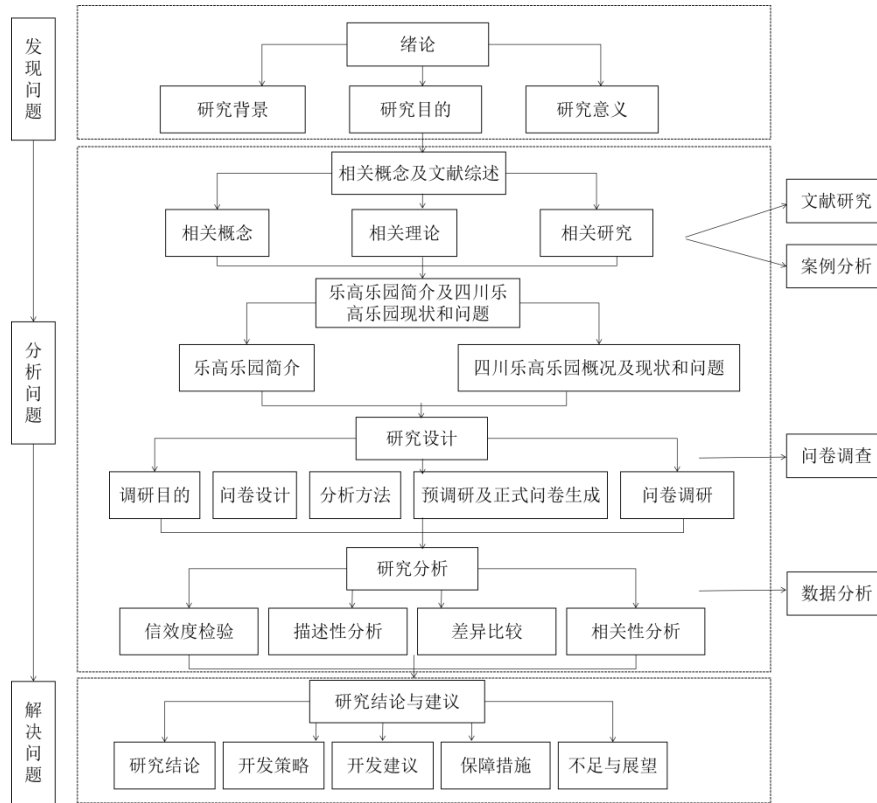 发现问题
绪论
研究背景
研究目的
研究意义
相关概念及文献综述
相关概念
相关理论
相关研究
文献研究
案例分析
乐高乐园简介及四川乐
高乐园现状和问题
分析问题
乐高乐园简介
四川乐高乐园概况及现状和问题
研究设计
问卷调查
调研目的
问卷设计
分析方法
预调研及正式问卷生成
问卷调研
研究分析
数据分析
信效度检验
描述性分析
差异比较
相关性分析
解决问题
研究结论与建议
研究结论
开发策略
开发建议
保障措施
不足与展望